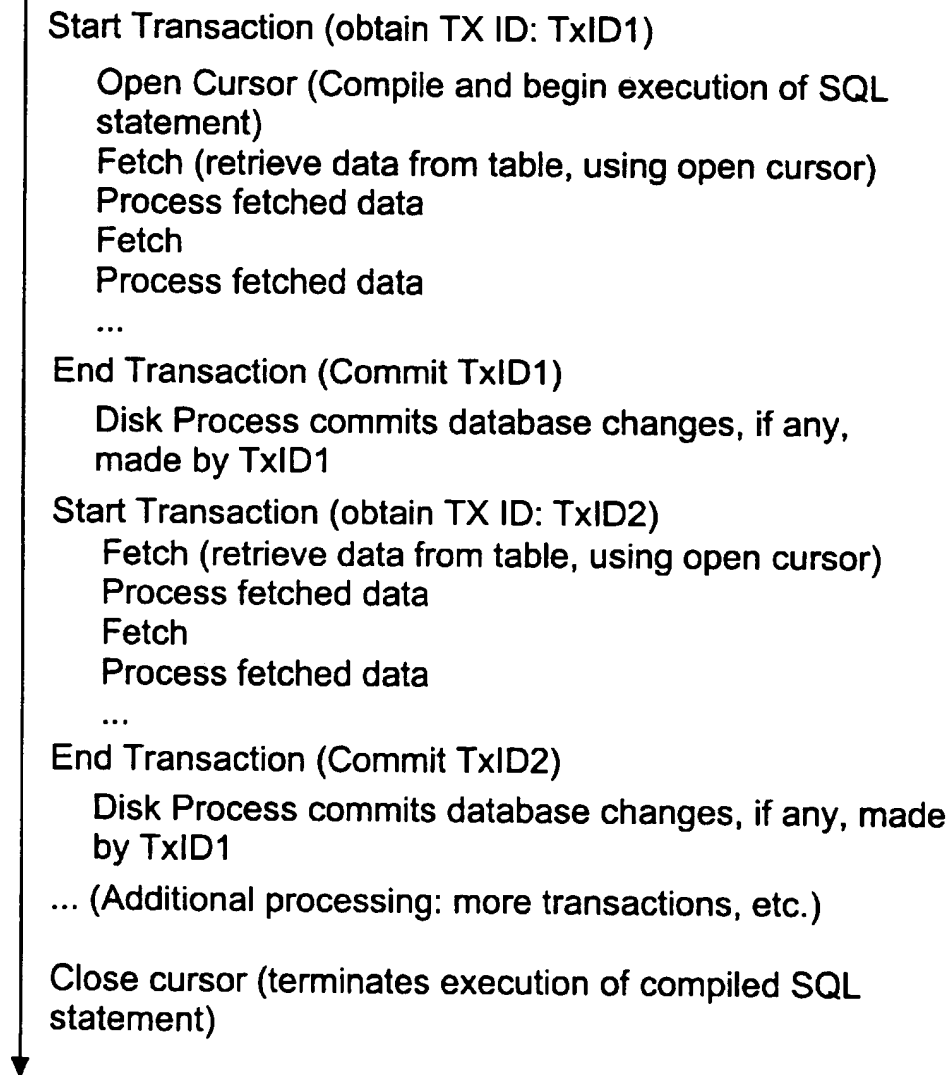 Start Transaction (obtain TX ID: TxID1)
Open Cursor (Compile and begin execution of SQL
statement)
Fetch (retrieve data from table, using open cursor)
Process fetched data
Fetch
Process fetched data
...
End Transaction (Commit TxID1)
Disk Process commits database changes, if any,
made by TxID1
Start Transaction (obtain TX ID: TxID2)
Fetch (retrieve data from table, using open cursor)
Process fetched data
Fetch
Process fetched data
...
End Transaction (Commit TxID2)
Disk Process commits database changes, if any, made
by TxID1
... (Additional processing: more transactions, etc.)
Close cursor (terminates execution of compiled SQL
statement)